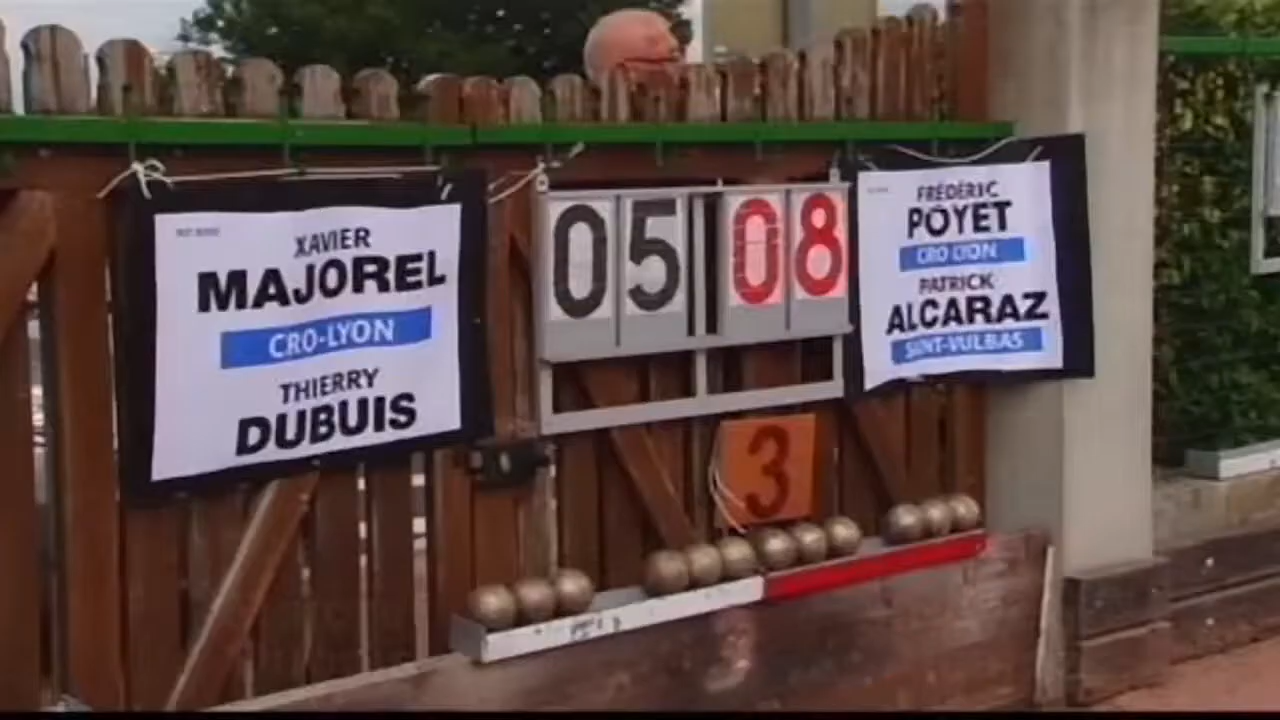 XAVIER
MAJOREL
CRO-LYON
THIERRY
DUBUIS
05 08
FRÉDÉRIC
POYET
CRO LYON
PATRICK
ALCARAZ
SINT-VULBAS
3